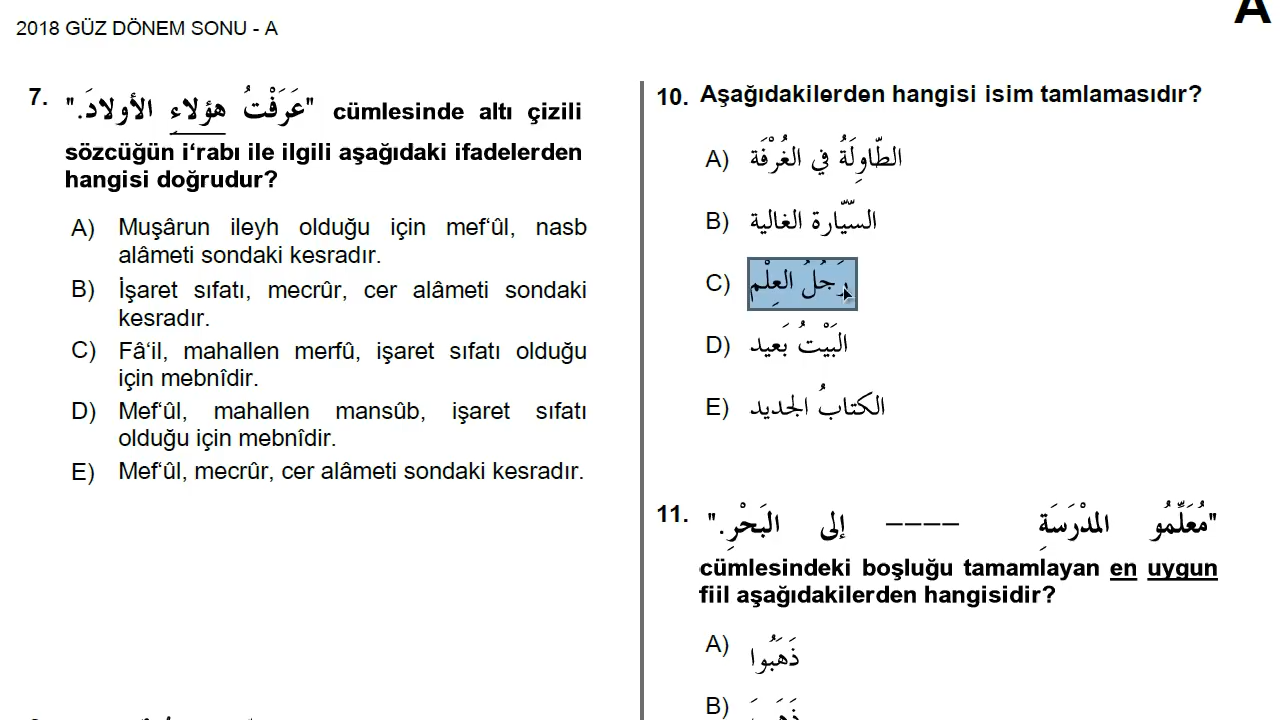 A
2018 GÜZ DÖNEM SONU - A
7. "عَرَفْتُ هؤلاءِ الأولادَ." cümlesinde altı çizili
sözcüğün i‘rabı ile ilgili aşağıdaki ifadelerden
hangisi doğrudur?
A) Muşârun ileyh olduğu için mef‘ûl, nasb
alâmeti sondaki kesradır.
B) İşaret sıfatı, mecrûr, cer alâmeti sondaki
kesradır.
C) Fâ‘il, mahallen merfû, işaret sıfatı olduğu
için mebnîdir.
D) Mef‘ûl, mahallen mansûb, işaret sıfatı
olduğu için mebnîdir.
E) Mef‘ûl, mecrûr, cer alâmeti sondaki kesradır.
10. Aşağıdakilerden hangisi isim tamlamasıdır?
A) الطَّاوِلَةُ في الغُرْفَة
B) السَّيَّارة الغالية
C) رَجُلُ العِلْم
D) البَيْتُ بَعيد
E) الكتابُ الجديد
11. "مُعَلِّمُو المدْرَسَةِ ---- إلى البَحْرِ."
cümlesindeki boşluğu tamamlayan en uygun
fiil aşağıdakilerden hangisidir?
A) ذَهَبُوا
B)